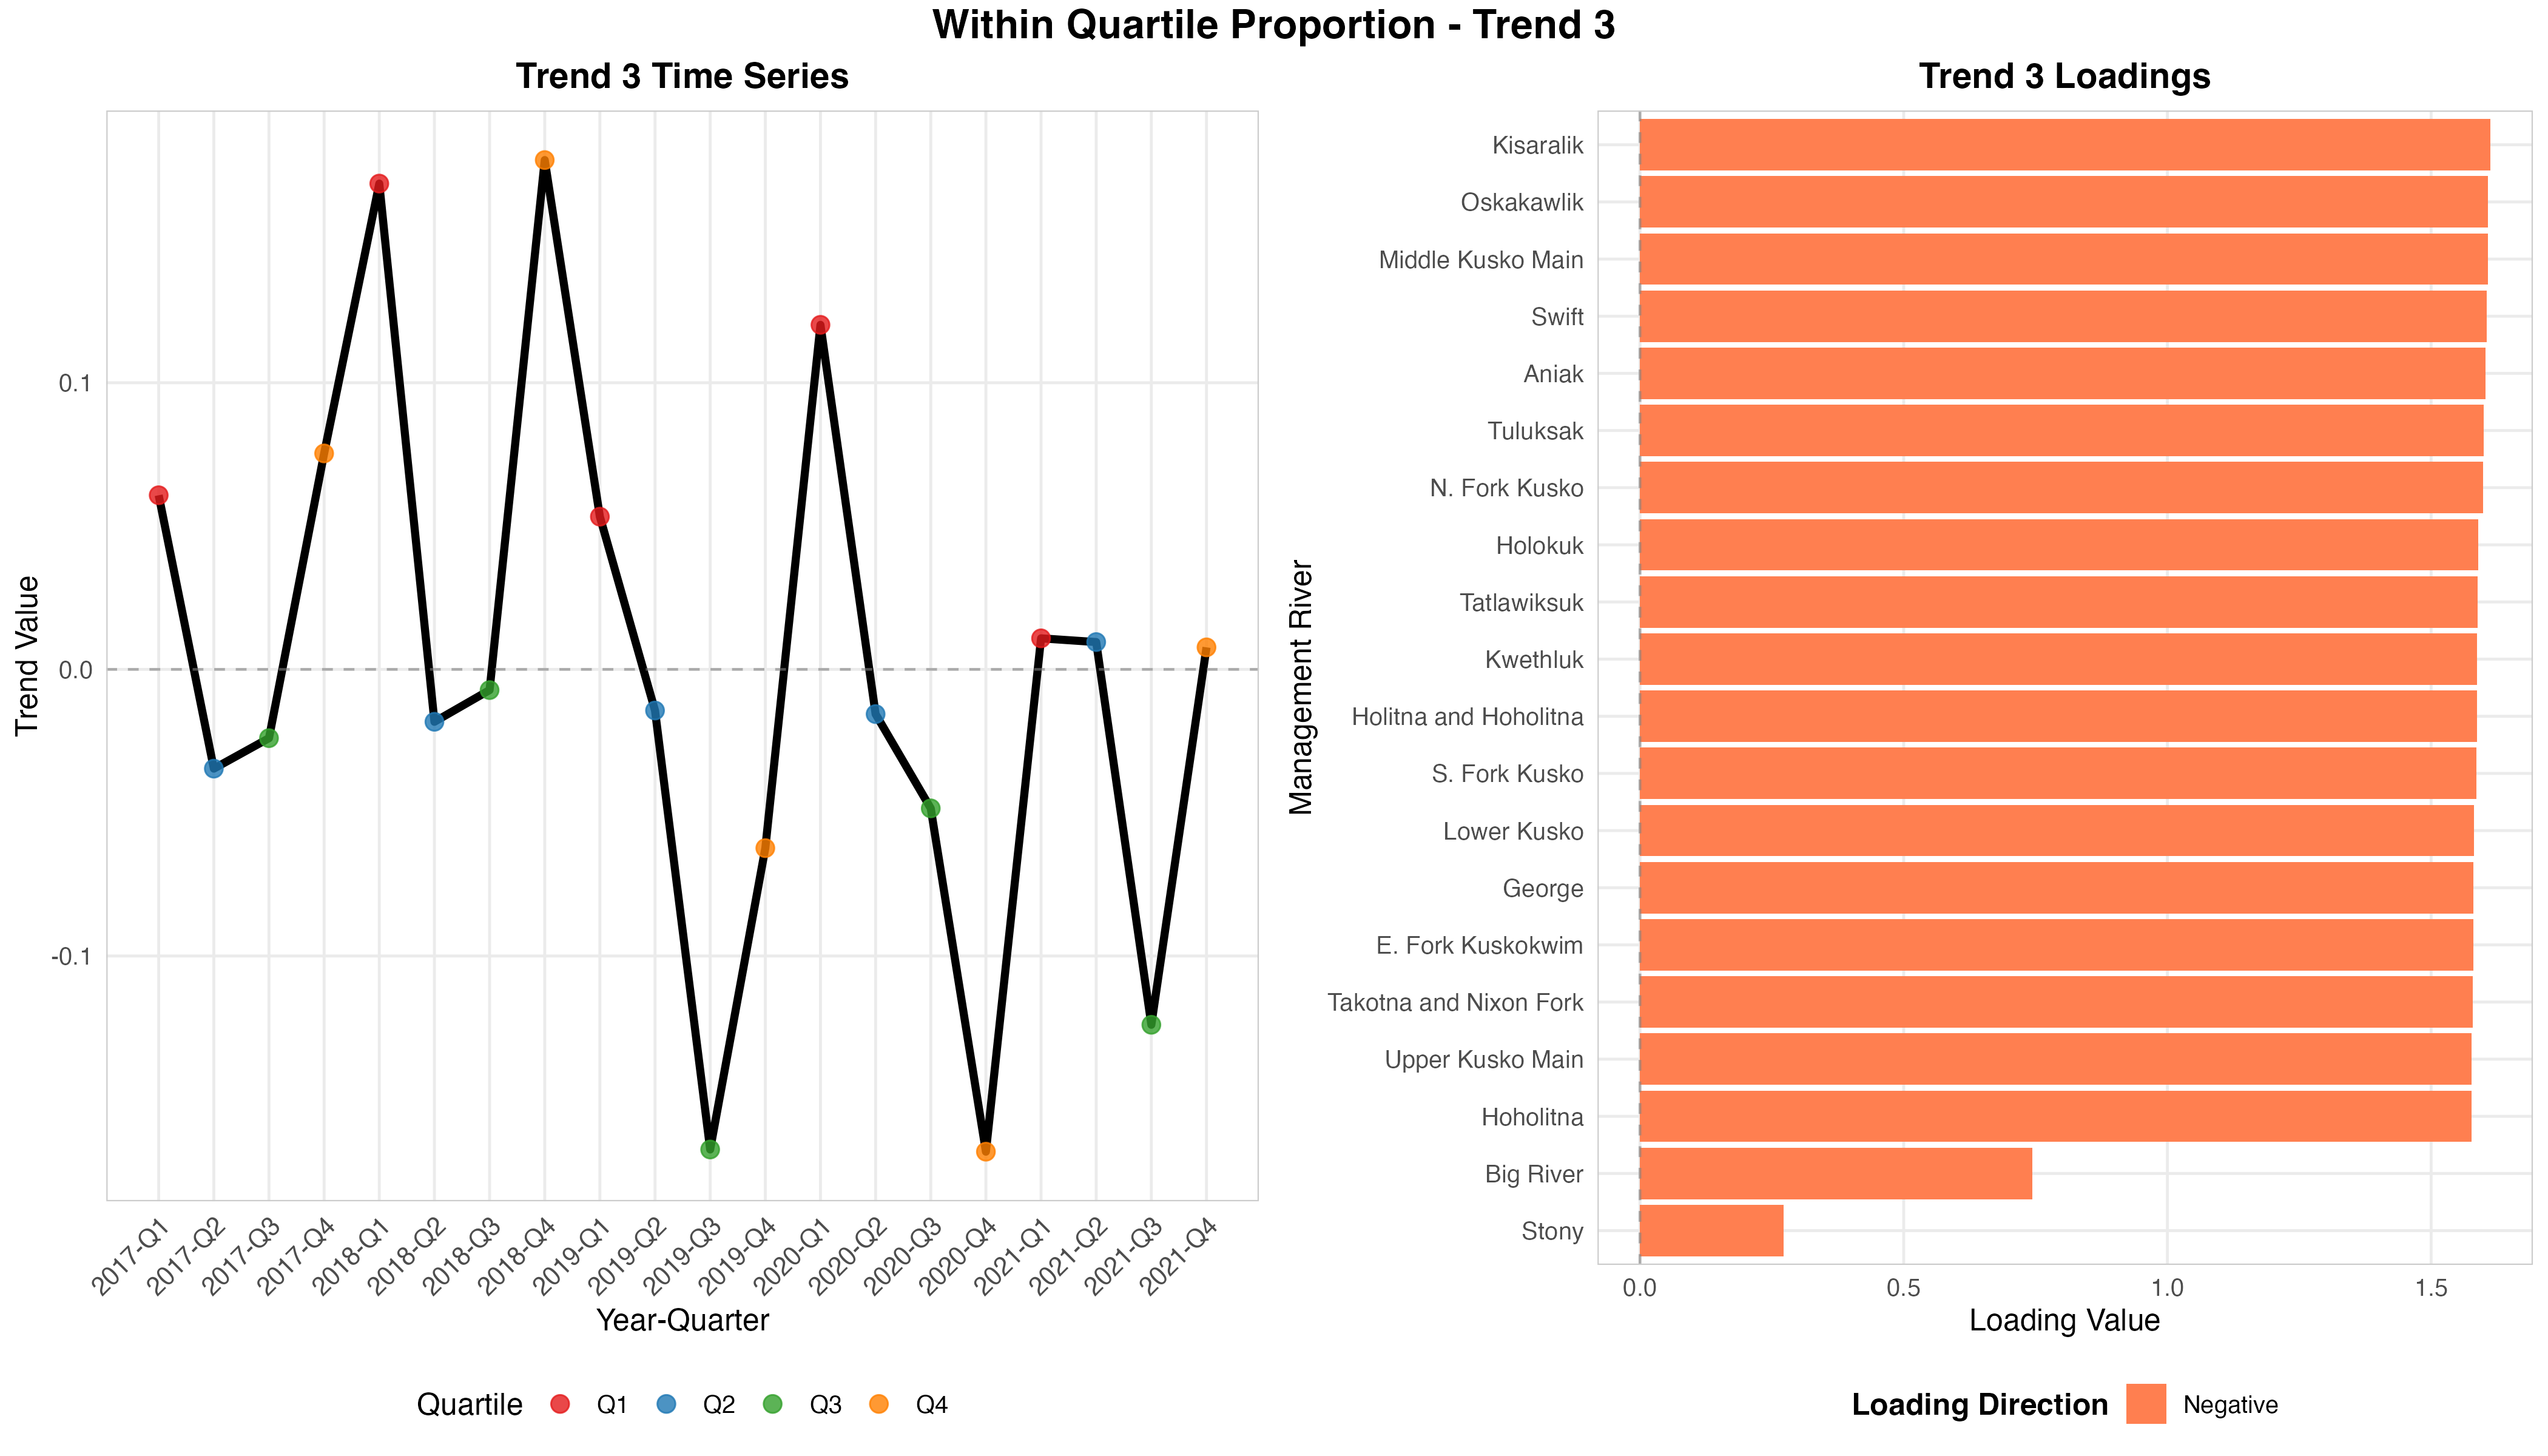 Within Quartile Proportion - Trend 3
Trend 3 Time Series
Trend Value
0.1
0.0
-0.1
2017-Q1
2017-Q2
2017-Q3
2017-Q4
2018-Q1
2018-Q2
2018-Q3
2018-Q4
2019-Q1
2019-Q2
2019-Q3
2019-Q4
2020-Q1
2020-Q2
2020-Q3
2020-Q4
2021-Q1
2021-Q2
2021-Q3
2021-Q4
Year-Quarter
Quartile Q1 Q2 Q3 Q4
Trend 3 Loadings
Management River
Kisaralik
Oskakawlik
Middle Kusko Main
Swift
Aniak
Tuluksak
N. Fork Kusko
Holokuk
Tatlawiksuk
Kwethluk
Holitna and Hoholitna
S. Fork Kusko
Lower Kusko
George
E. Fork Kuskokwim
Takotna and Nixon Fork
Upper Kusko Main
Hoholitna
Big River
Stony
0.0 0.5 1.0 1.5
Loading Value
Loading Direction Negative